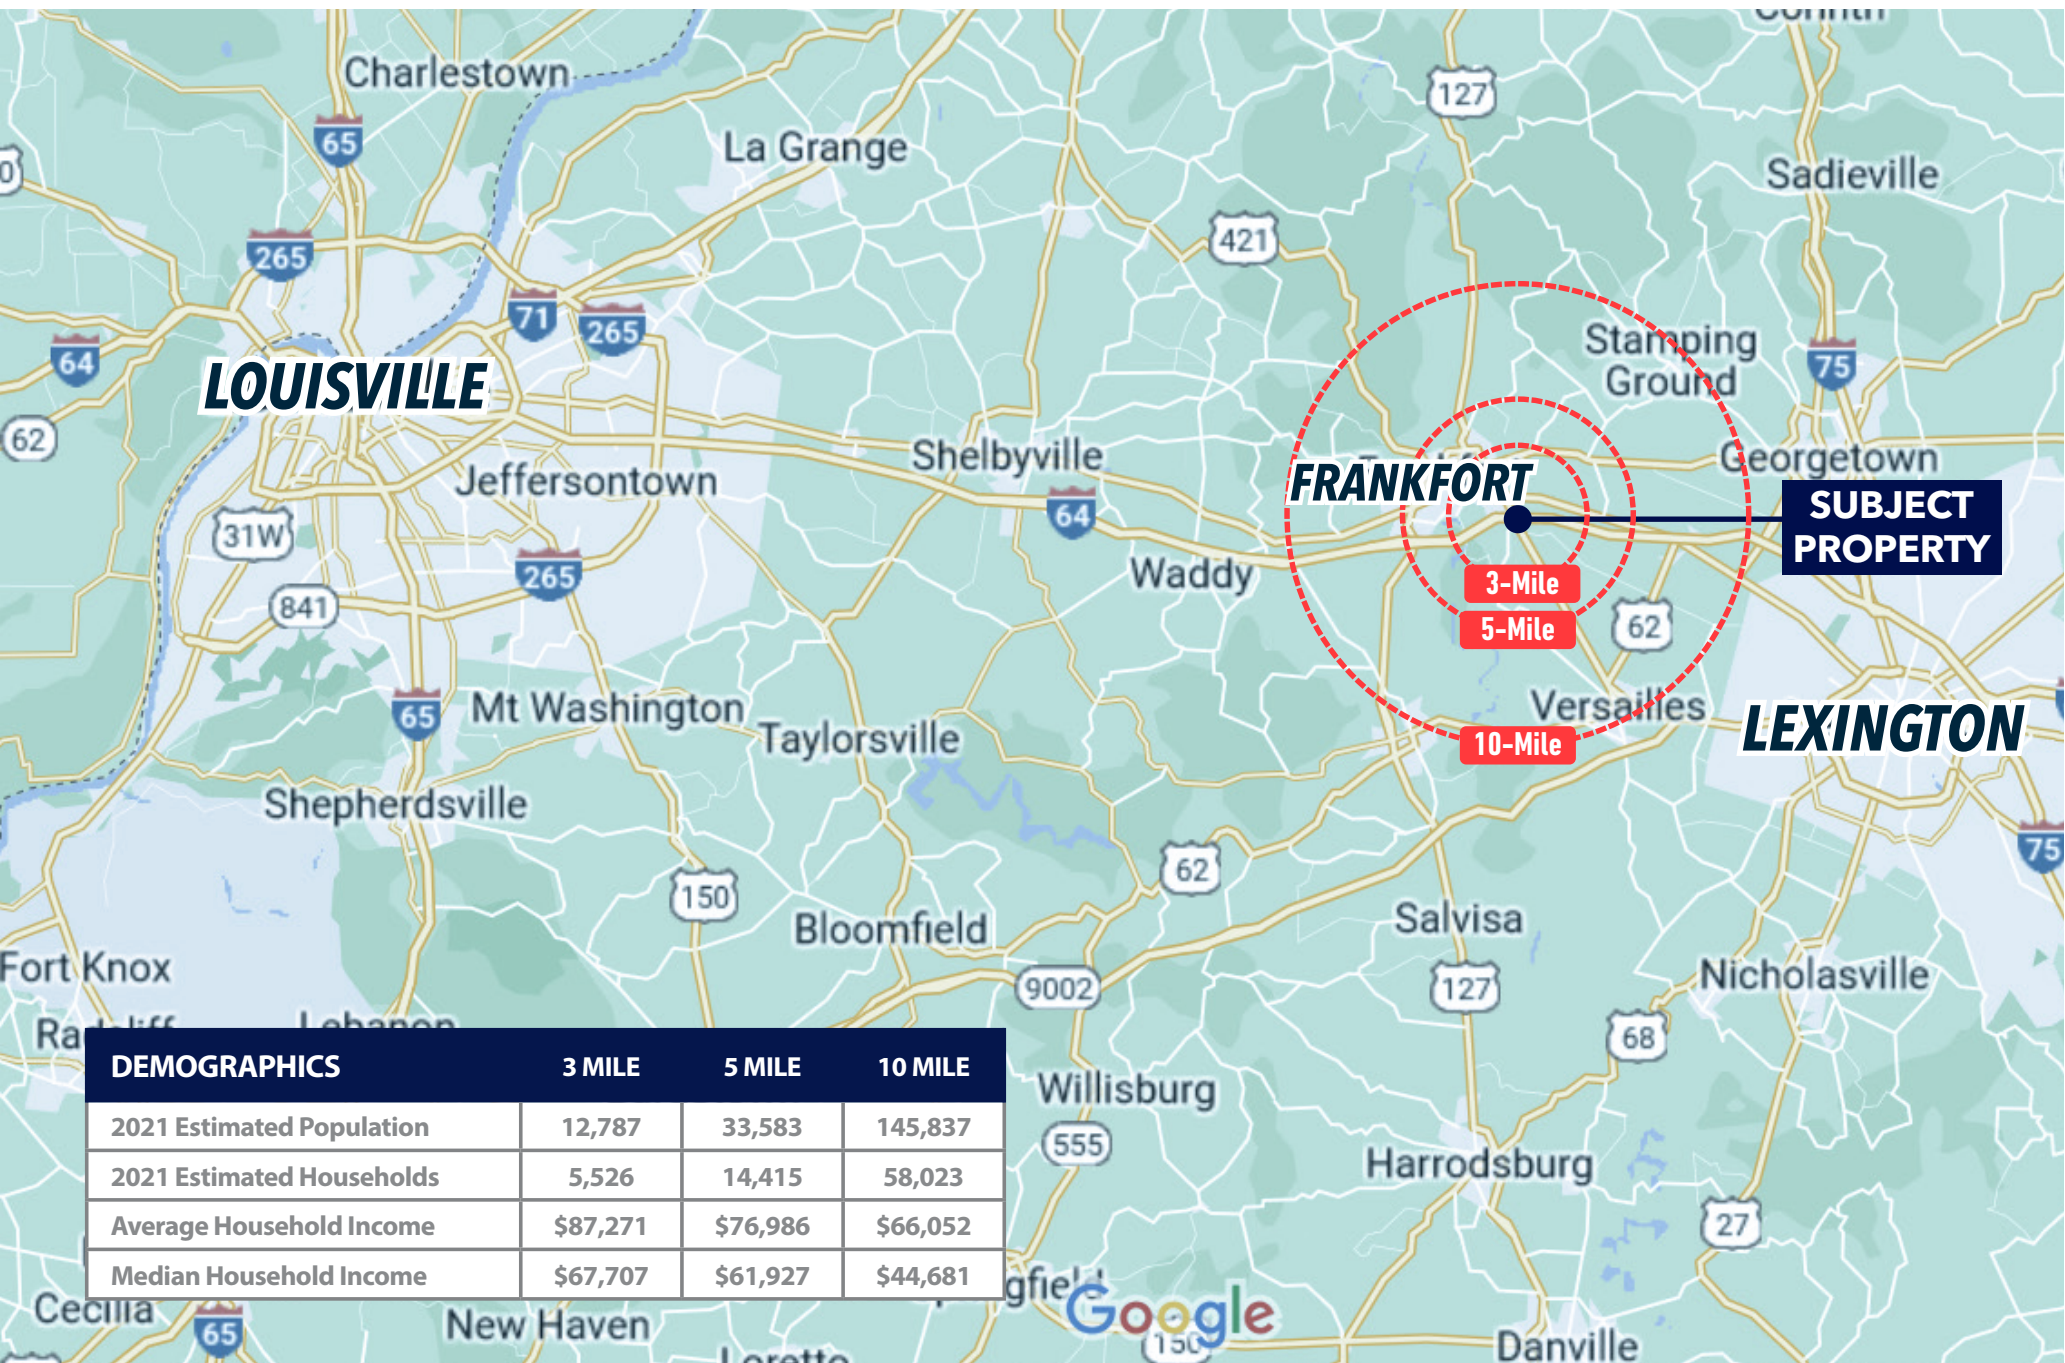 Charlestown
127
65
La Grange
Sadieville
0
421
265
71
265
Stamping
Ground
64
75
LOUISVILLE
62
Shelbyville
Georgetown
Jeffersontown
FRANKFORT
SUBJECT
PROPERTY
64
31W
Waddy
265
3-Mile
841
5-Mile
62
65
Mt Washington
Versailles
Taylorsville
LEXINGTON
10-Mile
Shepherdsville
75
62
150
Bloomfield
Salvisa
Fort Knox
9002
127
Nicholasville
68
Lebanon
DEMOGRAPHICS 3 MILE 5 MILE 10 MILE
Willisburg
2021 Estimated Population 12,787 33,583 145,837
555
2021 Estimated Households 5,526 14,415 58,023
Harrodsburg
Average Household Income $87,271 $76,986 $66,052
27
Median Household Income $67,707 $61,927 $44,681
Cecilia
Google
65
New Haven
150
Danville
Loretto